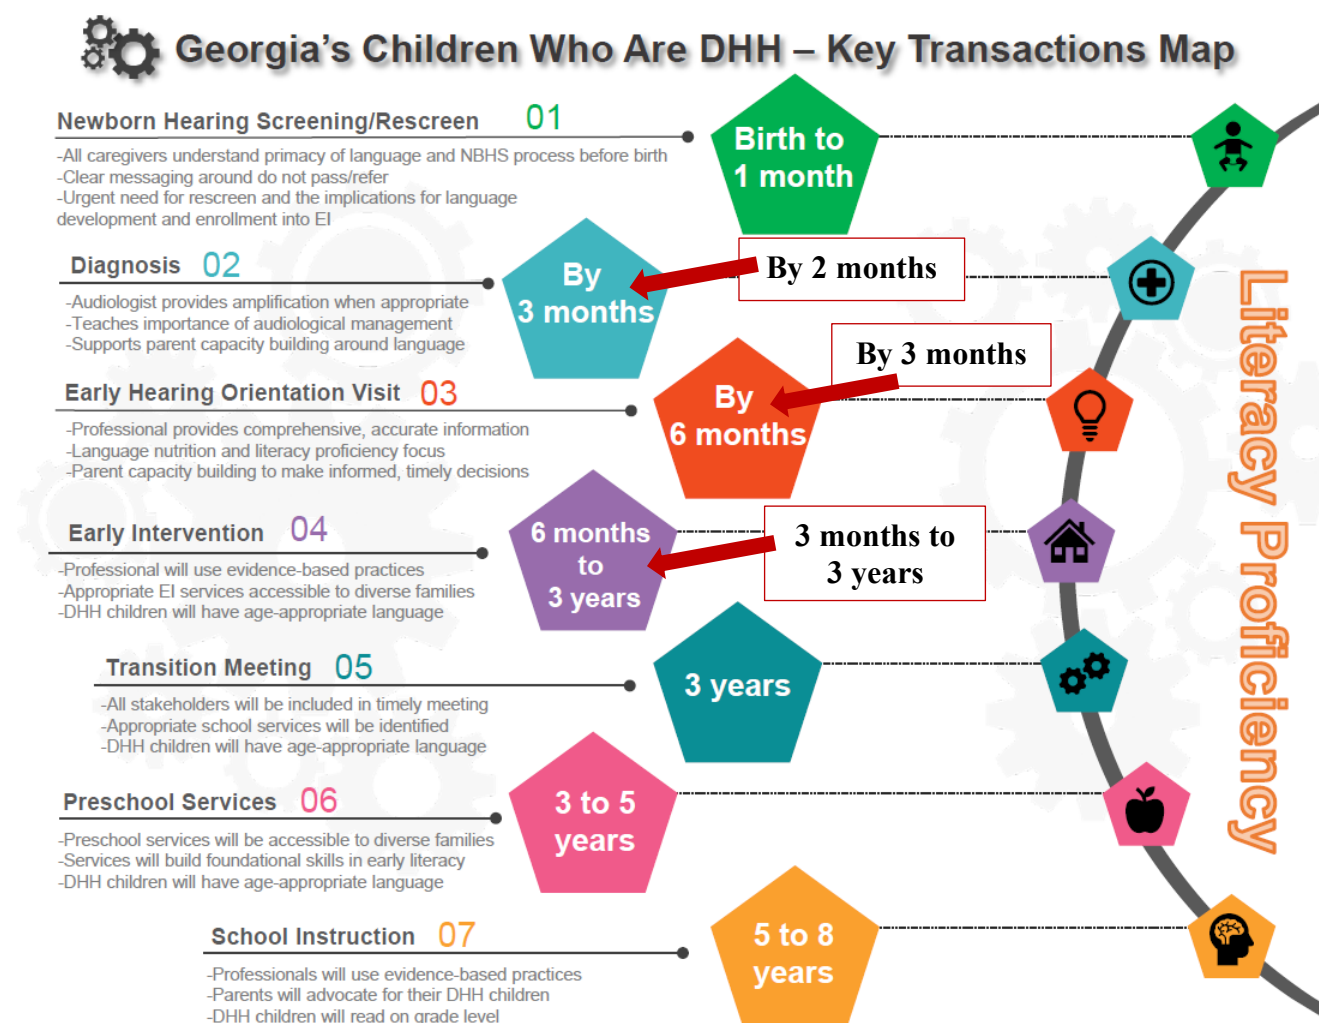 Georgia's Children Who Are DHH – Key Transactions Map
Newborn Hearing Screening/Rescreen 01
-All caregivers understand primacy of language and NBHS process before birth
-Clear messaging around do not pass/refer
-Urgent need for rescreen and the implications for language
development and enrollment into EI
Birth to
1 month
Diagnosis 02
-Audiologist provides amplification when appropriate
-Teaches importance of audiological management
-Supports parent capacity building around language
By
3 months
By 2 months
Early Hearing Orientation Visit 03
-Professional provides comprehensive, accurate information
-Language nutrition and literacy proficiency focus
-Parent capacity building to make informed, timely decisions
By
6 months
By 3 months
Early Intervention 04
-Professional will use evidence-based practices
-Appropriate EI services accessible to diverse families
-DHH children will have age-appropriate language
6 months
to
3 years
3 months to
3 years
Transition Meeting 05
-All stakeholders will be included in timely meeting
-Appropriate school services will be identified
-DHH children will have age-appropriate language
3 years
Preschool Services 06
-Preschool services will be accessible to diverse families
-Services will build foundational skills in early literacy
-DHH children will have age-appropriate language
3 to 5
years
School Instruction 07
-Professionals will use evidence-based practices
-Parents will advocate for their DHH children
-DHH children will read on grade level
5 to 8
years
Literacy Proficiency